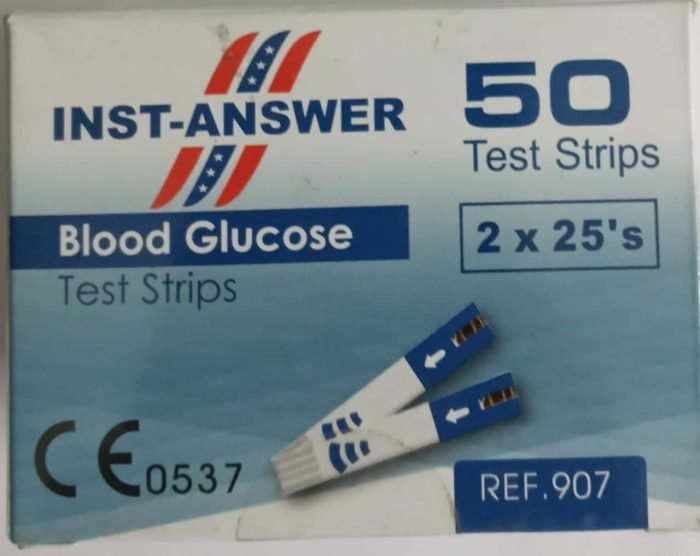 INST-ANSWER
50
Test Strips
Blood Glucose
Test Strips
2 x 25's
CE0537
REF.907